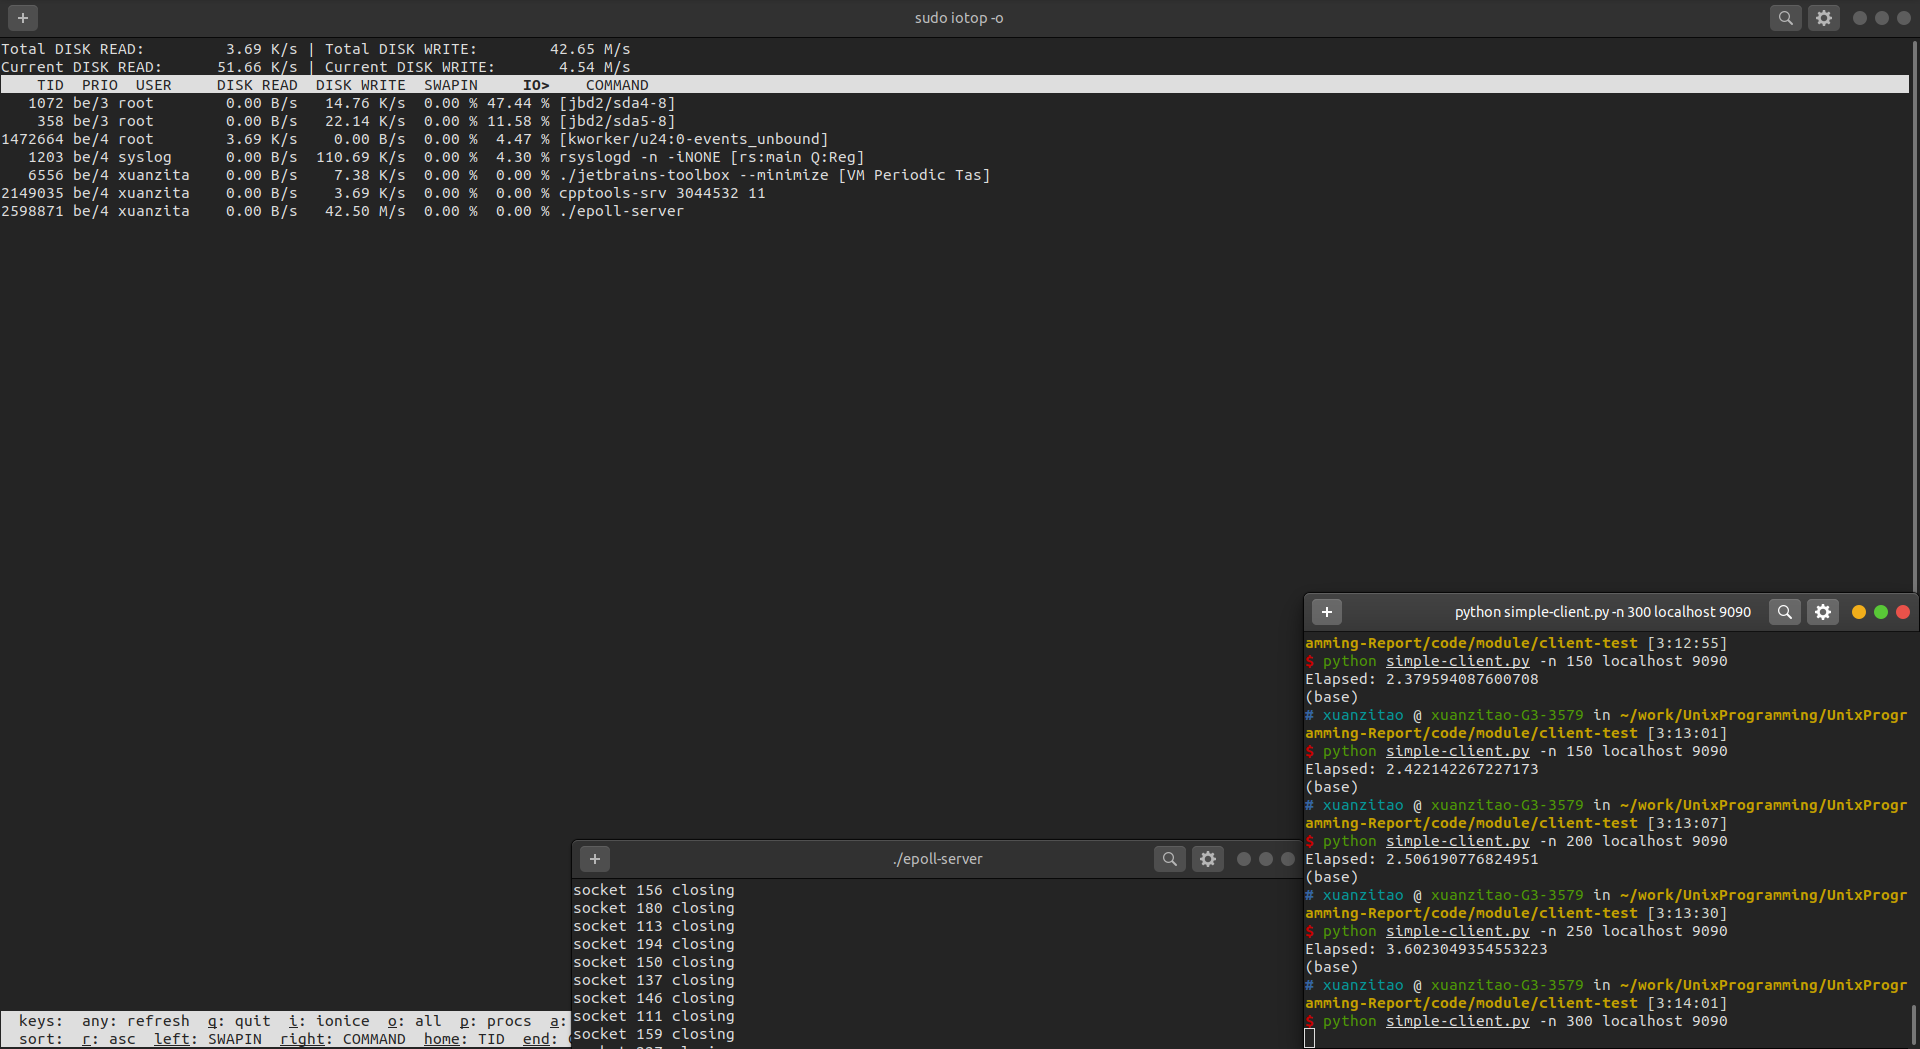 sudo iotop -o
Total DISK READ:         3.69 K/s | Total DISK WRITE:        42.65 M/s
Current DISK READ:      51.66 K/s | Current DISK WRITE:       4.54 M/s
    TID  PRIO  USER     DISK READ  DISK WRITE  SWAPIN     IO>    COMMAND
   1072 be/3 root        0.00 B/s   14.76 K/s  0.00 % 47.44 % [jbd2/sda4-8]
    358 be/3 root        0.00 B/s   22.14 K/s  0.00 % 11.58 % [jbd2/sda5-8]
1472664 be/4 root        3.69 K/s    0.00 B/s  0.00 %  4.47 % [kworker/u24:0-events_unbound]
   1203 be/4 syslog      0.00 B/s  110.69 K/s  0.00 %  4.30 % rsyslogd -n -iNONE [rs:main Q:Reg]
   6556 be/4 xuanzita    0.00 B/s    7.38 K/s  0.00 %  0.00 % ./jetbrains-toolbox --minimize [VM Periodic Tas]
2149035 be/4 xuanzita    0.00 B/s    3.69 K/s  0.00 %  0.00 % cpptools-srv 3044532 11
2598871 be/4 xuanzita    0.00 B/s   42.50 M/s  0.00 %  0.00 % ./epoll-server
  keys:  any: refresh  q: quit  i: ionice  o: all  p: procs  a:
  sort:  r: asc  left: SWAPIN  right: COMMAND  home: TID  end:
./epoll-server
socket 156 closing
socket 180 closing
socket 113 closing
socket 194 closing
socket 150 closing
socket 137 closing
socket 146 closing
socket 111 closing
socket 159 closing
python simple-client.py -n 300 localhost 9090
amming-Report/code/module/client-test [3:12:55]
$ python simple-client.py -n 150 localhost 9090
Elapsed: 2.379594087600708
(base)
# xuanzitao @ xuanzitao-G3-3579 in ~/work/UnixProgramming/UnixProgr
amming-Report/code/module/client-test [3:13:01]
$ python simple-client.py -n 150 localhost 9090
Elapsed: 2.422142267227173
(base)
# xuanzitao @ xuanzitao-G3-3579 in ~/work/UnixProgramming/UnixProgr
amming-Report/code/module/client-test [3:13:07]
$ python simple-client.py -n 200 localhost 9090
Elapsed: 2.506190776824951
(base)
# xuanzitao @ xuanzitao-G3-3579 in ~/work/UnixProgramming/UnixProgr
amming-Report/code/module/client-test [3:13:30]
$ python simple-client.py -n 250 localhost 9090
Elapsed: 3.6023049354553223
(base)
# xuanzitao @ xuanzitao-G3-3579 in ~/work/UnixProgramming/UnixProgr
amming-Report/code/module/client-test [3:14:01]
$ python simple-client.py -n 300 localhost 9090